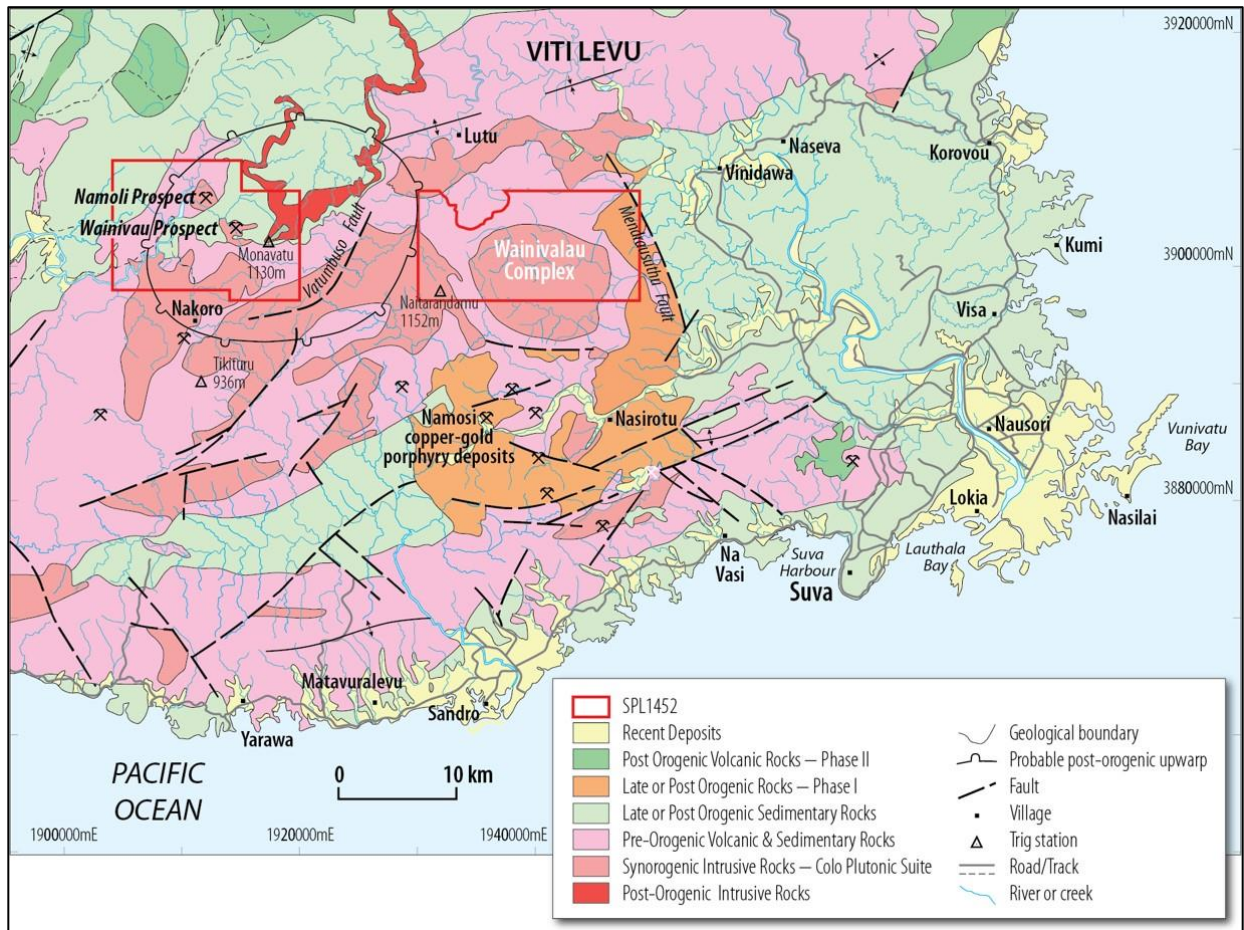 3920000mN
VITI LEVU
Lutu
Naseva
Korovou
Vinidawa
Namoli Prospect
Wainivau Prospect
Monavatu
1130m
Vatumbuso Fault
Mendrausuthu Fault
Wainivalau
Complex
Kumi
3900000mN
Nakoro
Naitarandamu
1152m
Visa
Tikituru
936m
Namosi
copper-gold
porphyry deposits
Nasirotu
Nausori
Vunivatu
Bay
3880000mN
Lokia
Nasilai
Na
Vasi
Suva
Harbour
Lauthala
Bay
Suva
Matavuralevu
Sandro
Yarawa
PACIFIC
OCEAN
0 10 km
1900000mE 1920000mE 1940000mE
SPL1452
Recent Deposits
Post Orogenic Volcanic Rocks — Phase II
Late or Post Orogenic Rocks — Phase I
Late or Post Orogenic Sedimentary Rocks
Pre-Orogenic Volcanic & Sedimentary Rocks
Synorogenic Intrusive Rocks — Colo Plutonic Suite
Post-Orogenic Intrusive Rocks
Geological boundary
Probable post-orogenic upwarp
Fault
Village
Trig station
Road/Track
River or creek